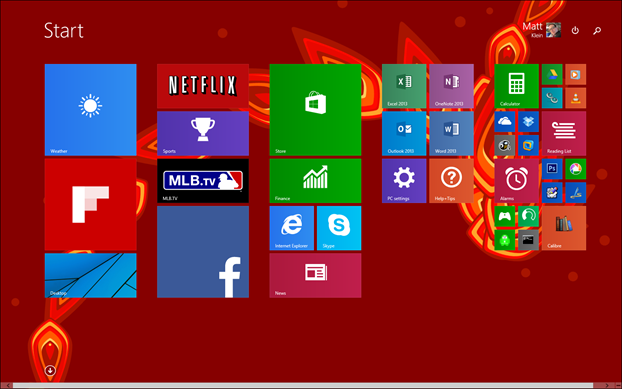 Start
Matt
Klein
Weather
NETFLIX
Sports
MLB.TV
MLB.TV
Desktop
Store
Finance
Internet Explorer
Skype
News
Excel 2013
OneNote 2013
Outlook 2013
Word 2013
PC settings
Help+Tips
Calculator
Reading List
Alarms
Calibre